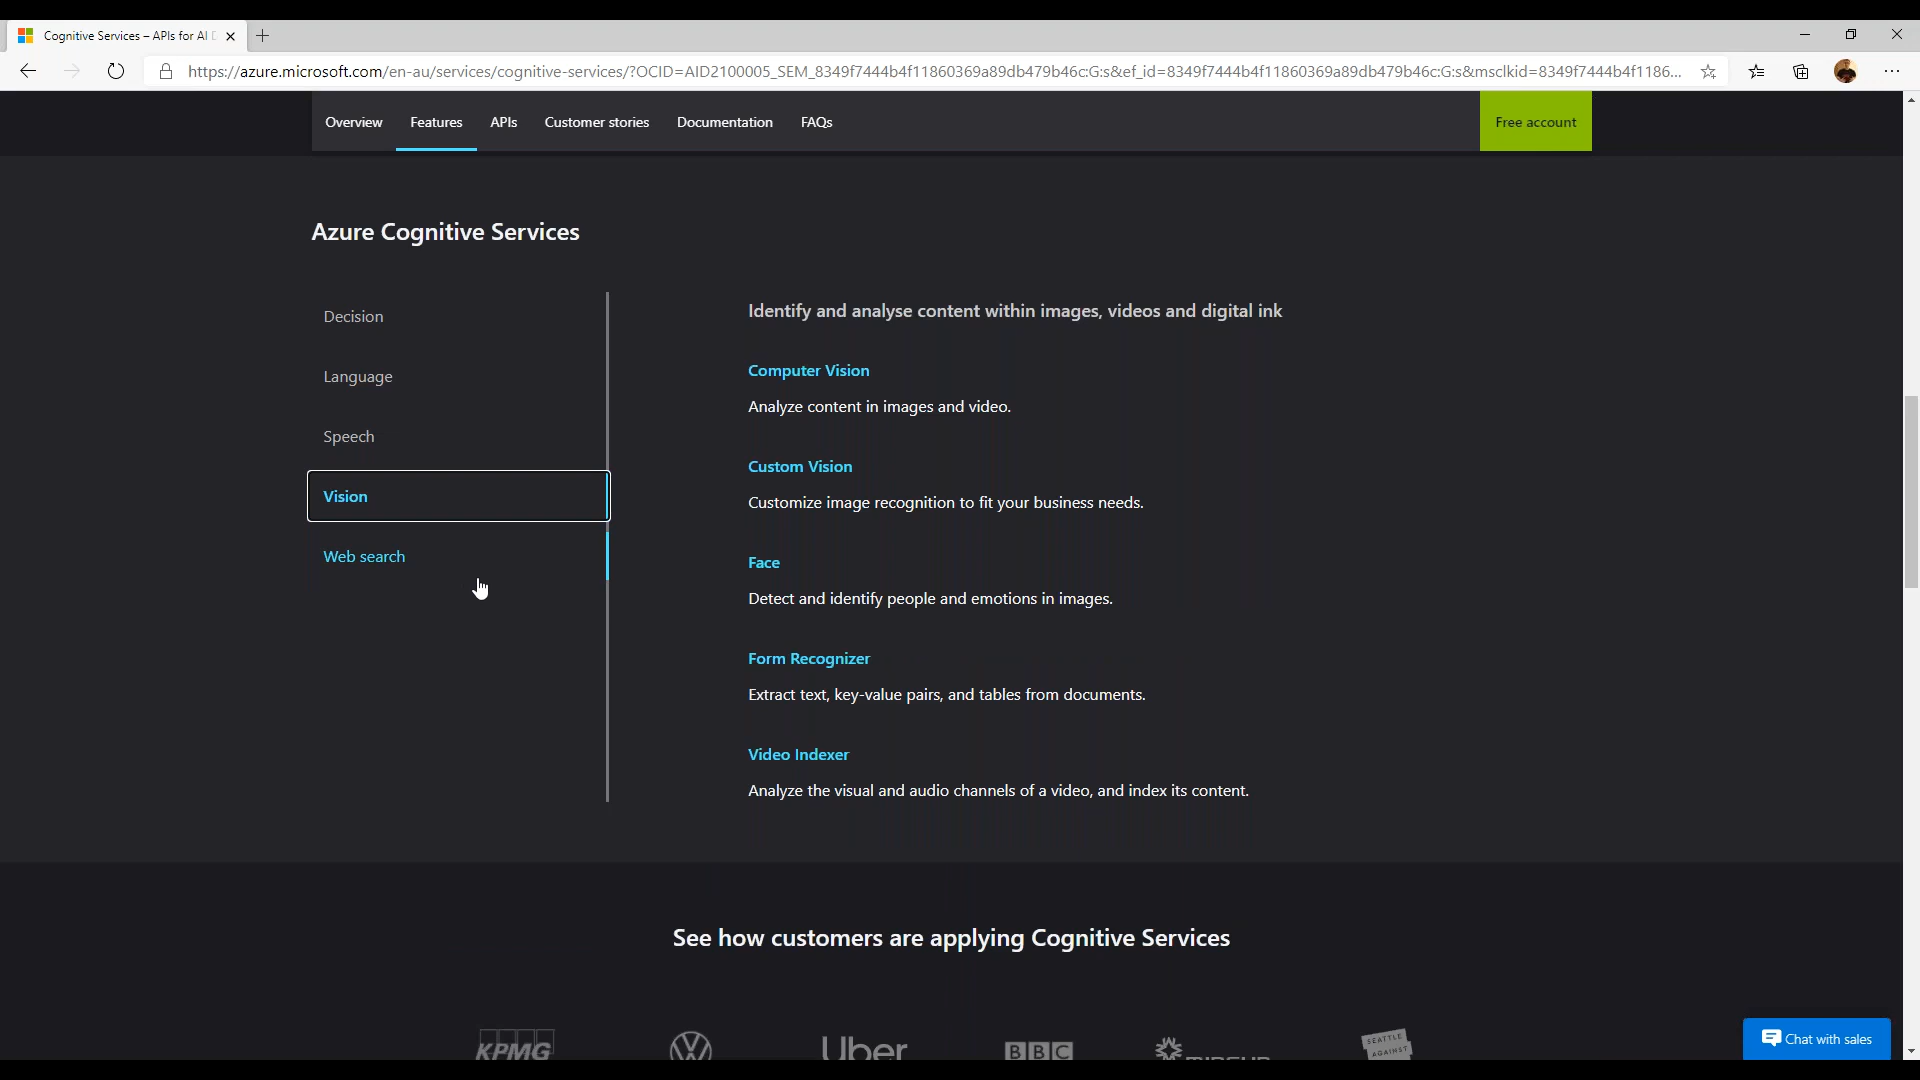 Cognitive Services – APIs for AI
https://azure.microsoft.com/en-au/services/cognitive-services/?OCID=AID2100005_SEM_8349f7444b4f11860369a89db479b46c:G:s&ef_id=8349f7444b4f11860369a89db479b46c:G:s&msclkid=8349f7444b4f1186...
Overview Features APIs Customer stories Documentation FAQs Free account
Azure Cognitive Services
Decision
Language
Speech
Vision
Web search
Identify and analyse content within images, videos and digital ink
Computer Vision
Analyze content in images and video.
Custom Vision
Customize image recognition to fit your business needs.
Face
Detect and identify people and emotions in images.
Form Recognizer
Extract text, key-value pairs, and tables from documents.
Video Indexer
Analyze the visual and audio channels of a video, and index its content.
See how customers are applying Cognitive Services
KPMG
Uber
BBC
SEATTLE
AGAINST
Chat with sales